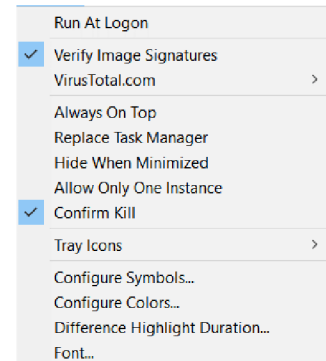 Run At Logon
Verify Image Signatures
VirusTotal.com
Always On Top
Replace Task Manager
Hide When Minimized
Allow Only One Instance
Confirm Kill
Tray Icons
Configure Symbols...
Configure Colors...
Difference Highlight Duration...
Font...